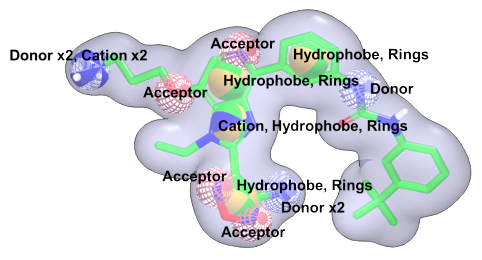 Acceptor
Donor x2, Cation x2
Hydrophobe, Rings
Hydrophobe, Rings
Acceptor
Donor
Cation, Hydrophobe, Rings
Acceptor
Hydrophobe, Rings
Donor x2
Acceptor